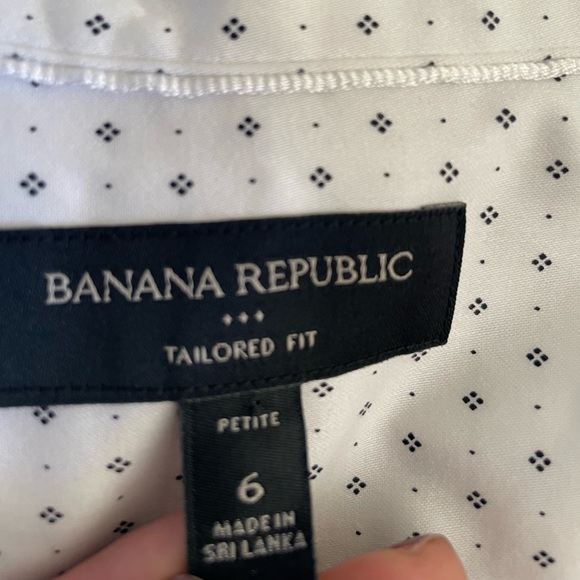 BANANA REPUBLIC
TAILORED FIT
PETITE
6
MADE IN
SRI LANKA